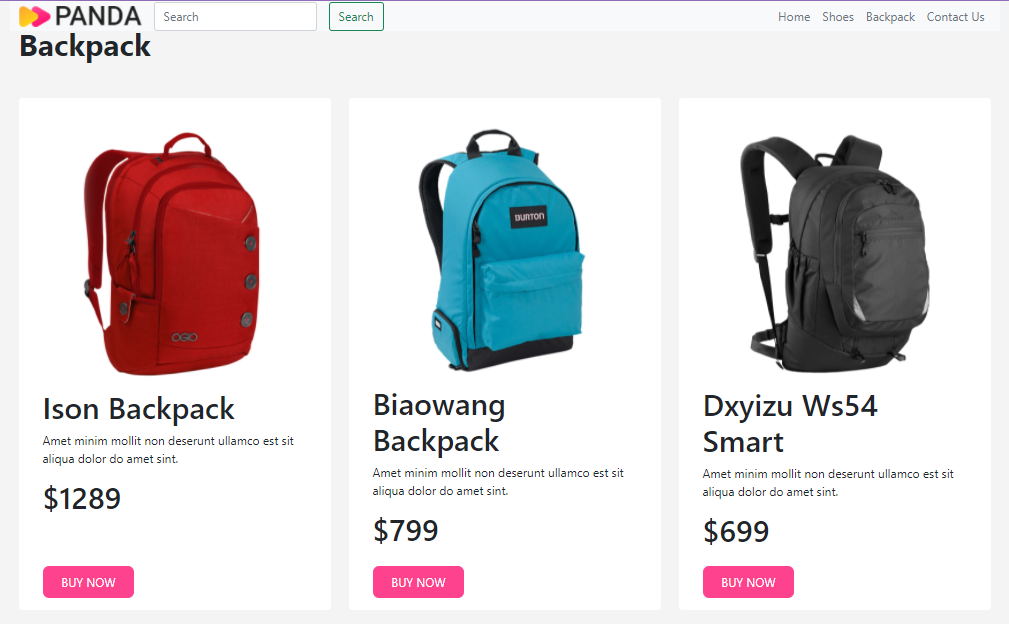 PANDA Search Search Home Shoes Backpack Contact Us
Backpack
OGIO
BURTON
Ison Backpack
Amet minim mollit non deserunt ullamco est sit
aliqua dolor do amet sint.
$1289
BUY NOW
Biaowang
Backpack
Amet minim mollit non deserunt ullamco est sit
aliqua dolor do amet sint.
$799
BUY NOW
Dxyizu Ws54
Smart
Amet minim mollit non deserunt ullamco est sit
aliqua dolor do amet sint.
$699
BUY NOW